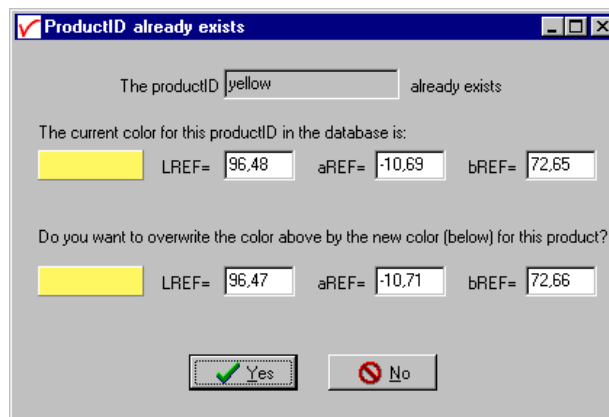 ProductID already exists
The productID yellow already exists
The current color for this productID in the database is:
LREF= 96,48 aREF= -10,69 bREF= 72,65
Do you want to overwrite the color above by the new color (below) for this product?
LREF= 96,47 aREF= -10,71 bREF= 72,66
Yes No